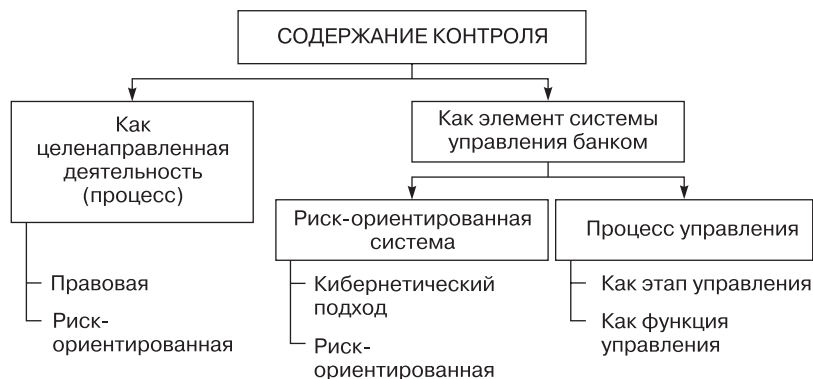 СОДЕРЖАНИЕ КОНТРОЛЯ
Как
целенаправленная
деятельность
(процесс)
Как элемент системы
управления банком
Риск-ориентированная
система
Процесс управления
Правовая
Риск-
ориентированная
Кибернетический
подход
Риск-
ориентированная
Как этап управления
Как функция
управления